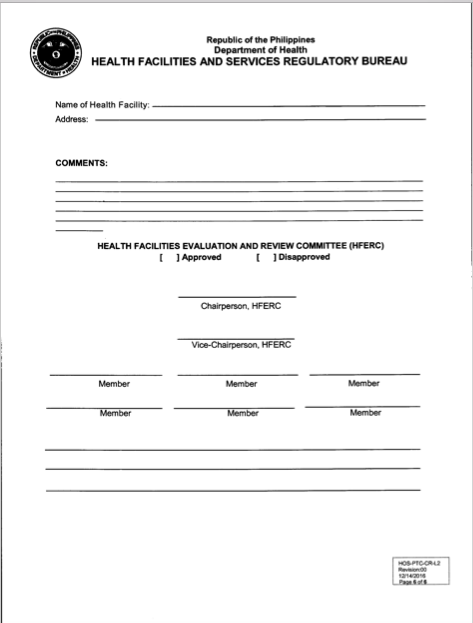 Republic of the Philippines
Department of Health
HEALTH FACILITIES AND SERVICES REGULATORY BUREAU
Name of Health Facility:
Address:
COMMENTS:
HEALTH FACILITIES EVALUATION AND REVIEW COMMITTEE (HFERC)
[ ] Approved [ ] Disapproved
Chairperson, HFERC
Vice-Chairperson, HFERC
Member Member Member
Member Member Member
HOS-PTC-CR-L2
Revision:00
12/14/2016
Page 6 of 6